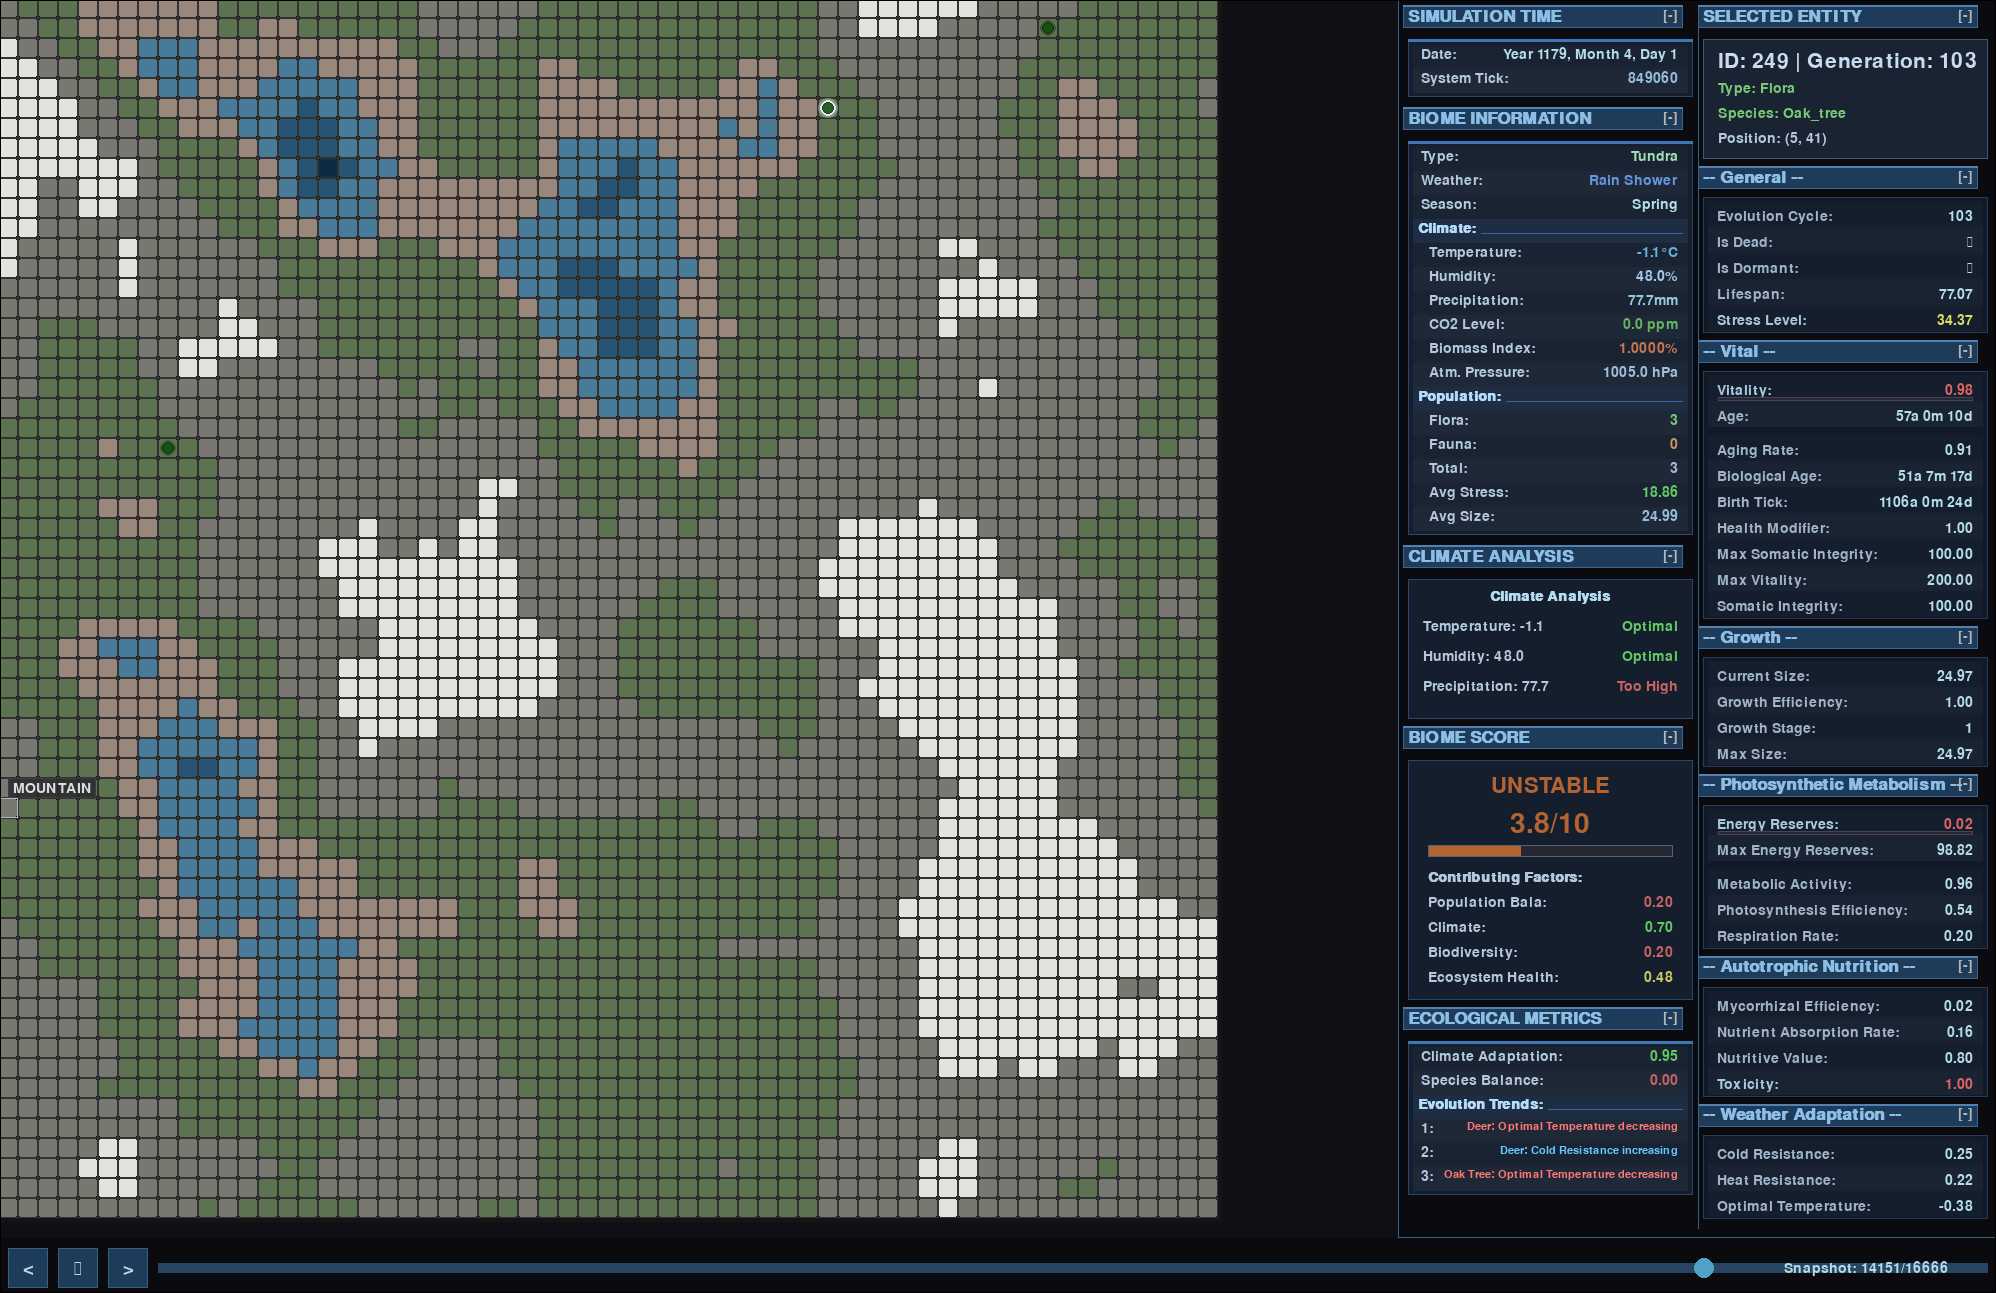 MOUNTAIN
SIMULATION TIME [-]
Date: Year 1179, Month 4, Day 1
System Tick: 849060
BIOME INFORMATION [-]
Type: Tundra
Weather: Rain Shower
Season: Spring
Climate:
Temperature: -1.1°C
Humidity: 48.0%
Precipitation: 77.7mm
CO2 Level: 0.0 ppm
Biomass Index: 1.0000%
Atm. Pressure: 1005.0 hPa
Population:
Flora: 3
Fauna: 0
Total: 3
Avg Stress: 18.86
Avg Size: 24.99
CLIMATE ANALYSIS [-]
Climate Analysis
Temperature: -1.1 Optimal
Humidity: 48.0 Optimal
Precipitation: 77.7 Too High
BIOME SCORE [-]
UNSTABLE
3.8/10
Contributing Factors:
Population Bala: 0.20
Climate: 0.70
Biodiversity: 0.20
Ecosystem Health: 0.48
ECOLOGICAL METRICS [-]
Climate Adaptation: 0.95
Species Balance: 0.00
Evolution Trends:
1: Deer: Optimal Temperature decreasing
2: Deer: Cold Resistance increasing
3: Oak Tree: Optimal Temperature decreasing
SELECTED ENTITY [-]
ID: 249 | Generation: 103
Type: Flora
Species: Oak_tree
Position: (5, 41)
-- General -- [-]
Evolution Cycle: 103
Is Dead:
Is Dormant:
Lifespan: 77.07
Stress Level: 34.37
-- Vital -- [-]
Vitality: 0.98
Age: 57a 0m 10d
Aging Rate: 0.91
Biological Age: 51a 7m 17d
Birth Tick: 1106a 0m 24d
Health Modifier: 1.00
Max Somatic Integrity: 100.00
Max Vitality: 200.00
Somatic Integrity: 100.00
-- Growth -- [-]
Current Size: 24.97
Growth Efficiency: 1.00
Growth Stage: 1
Max Size: 24.97
-- Photosynthetic Metabolism -- [-]
Energy Reserves: 0.02
Max Energy Reserves: 98.82
Metabolic Activity: 0.96
Photosynthesis Efficiency: 0.54
Respiration Rate: 0.20
-- Autotrophic Nutrition -- [-]
Mycorrhizal Efficiency: 0.02
Nutrient Absorption Rate: 0.16
Nutritive Value: 0.80
Toxicity: 1.00
-- Weather Adaptation -- [-]
Cold Resistance: 0.25
Heat Resistance: 0.22
Optimal Temperature: -0.38
< >
Snapshot: 14151/16666